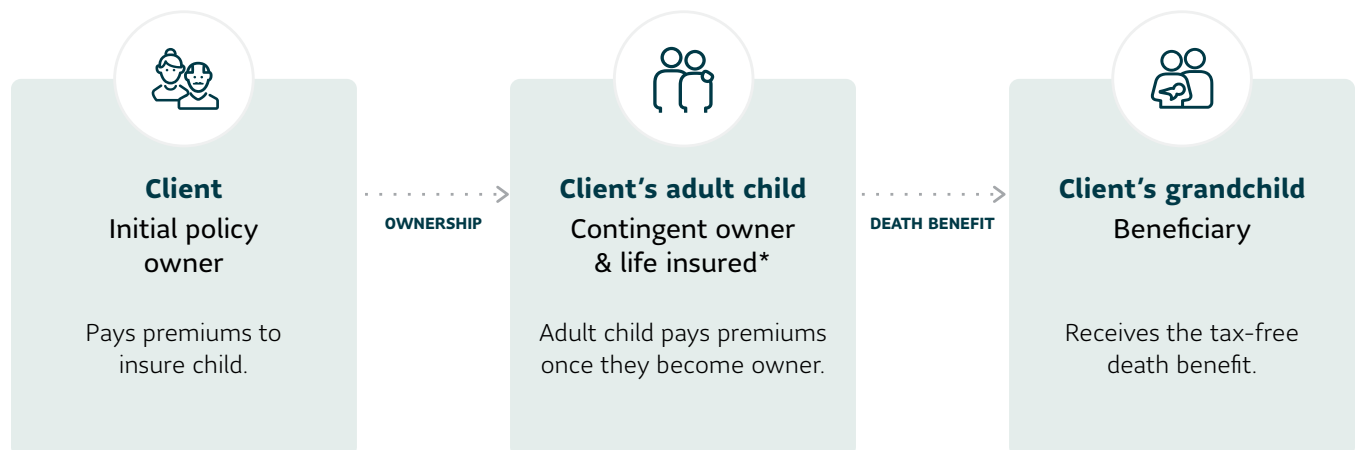 Client
Initial policy
owner
Pays premiums to
insure child.
OWNERSHIP
Client's adult child
Contingent owner
& life insured*
Adult child pays premiums
once they become owner.
DEATH BENEFIT
Client's grandchild
Beneficiary
Receives the tax-free
death benefit.